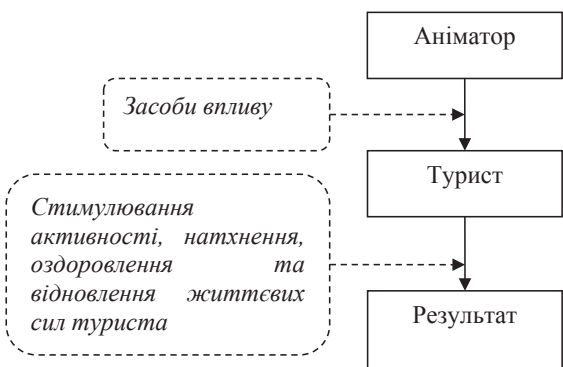 Аніматор
Засоби впливу
Турист
Стимулювання
активності, натхнення,
оздоровлення та
відновлення життєвих
сил туриста
Результат